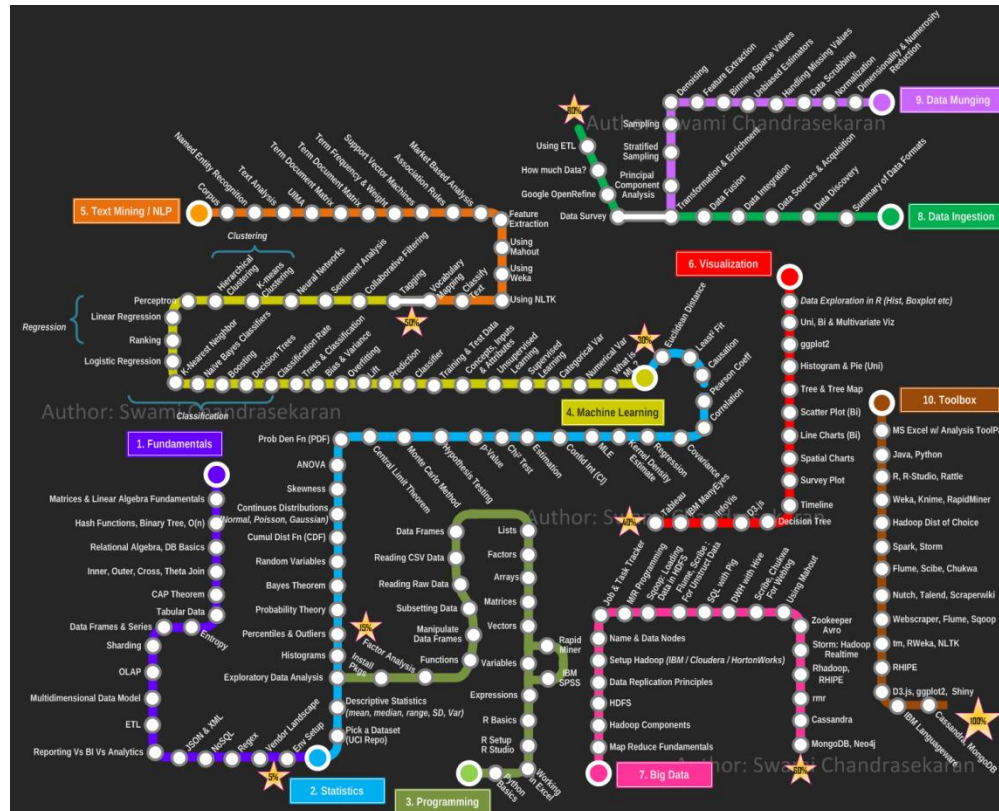 Denoising
Feature Extraction
Binning Sparse Values
Unbiased Estimators
Handling Missing Values
Data Scrubbing
Normalization
Dimensionality & Numerosity
Reduction
9. Data Munging
80%
Author: Swami Chandrasekaran
Sampling
Stratified
Sampling
Principal
Component
Analysis
Using ETL
How much Data?
Google OpenRefine
Data Survey
Transformation & Enrichment
Data Fusion
Data Integration
Data Sources & Acquisition
Data Discovery
Summary of Data Formats
8. Data Ingestion
5. Text Mining / NLP
Corpus
Named Entity Recognition
Text Analysis
UIMA
Term Document Matrix
Term Document Matrix
Term Frequency & Weight
Support Vector Machines
Association Rules
Market Based Analysis
Feature
Extraction
Using
Mahout
Using
Weka
Using NLTK
Classify
Text
Vocabulary
Mapping
Tagging
50%
Collaborative Filtering
Sentiment Analysis
Neural Networks
K-means
Clustering
Hierarchical
Clustering
Clustering
Perceptron
Linear Regression
Ranking
Logistic Regression
Regression
K-Nearest Neighbor
Naive Bayes Classifiers
Boosting
Decision Trees
Classification Rate
Trees & Classification
Bias & Variance
Overfitting
Lift
Prediction
Classifier
Training & Test Data
Concepts, Inputs
& Attributes
Unsupervised
Learning
Supervised
Learning
Categorical Var
Numerical Var
What is
ML?
30%
Classification
Author: Swami Chandrasekaran
4. Machine Learning
Euclidean Distance
Least² Fit
Causation
Pearson Coeff
Correlation
Covariance
Regression
Kernel Density
Estimate
MLE
Confid Int (CI)
Estimation
Chi² Test
p-Value
Hypothesis Testing
Monte Carlo Method
Central Limit Theorem
Prob Den Fn (PDF)
ANOVA
Skewness
Continuos Distributions
(Normal, Poisson, Gaussian)
Cumul Dist Fn (CDF)
Random Variables
Bayes Theorem
Probability Theory
Percentiles & Outliers
Histograms
Exploratory Data Analysis
Descriptive Statistics
(mean, median, range, SD, Var)
Pick a Dataset
(UCI Repo)
2. Statistics
1. Fundamentals
Matrices & Linear Algebra Fundamentals
Hash Functions, Binary Tree, O(n)
Relational Algebra, DB Basics
Inner, Outer, Cross, Theta Join
CAP Theorem
Tabular Data
Entropy
Data Frames & Series
Sharding
OLAP
Multidimensional Data Model
ETL
Reporting Vs BI Vs Analytics
JSON & XML
NoSQL
Regex
Vendor Landscape
Env Setup
5%
15%
Install
Pkgs
Factor Analysis
Functions
Manipulate
Data Frames
Subsetting Data
Reading Raw Data
Reading CSV Data
Data Frames
Lists
Factors
Arrays
Matrices
Vectors
Variables
Rapid
Miner
IBM
SPSS
Expressions
R Basics
R Setup
R Studio
Working
in Excel
Python
Basics
3. Programming
Author: Swami Chandrasekaran
6. Visualization
Data Exploration in R (Hist, Boxplot etc)
Uni, Bi & Multivariate Viz
ggplot2
Histogram & Pie (Uni)
Tree & Tree Map
Scatter Plot (Bi)
Line Charts (Bi)
Spatial Charts
Survey Plot
Timeline
Decision Tree
D3.js
InfoVis
IBM ManyEyes
Tableau
40%
Job & Task Tracker
M/R Programming
Sqoop: Loading
Data in HDFS
Flume, Scribe :
For Unstruct Data
SQL with Pig
DWH with Hive
Scribe, Chukwa
For Weblog
Using Mahout
Zookeeper
Avro
Storm: Hadoop
Realtime
Rhadoop,
RHIPE
rmr
Cassandra
MongoDB, Neo4j
60%
Name & Data Nodes
Setup Hadoop (IBM / Cloudera / HortonWorks)
Data Replication Principles
HDFS
Hadoop Components
Map Reduce Fundamentals
7. Big Data
Author: Swami Chandrasekaran
10. Toolbox
MS Excel w/ Analysis ToolP
Java, Python
R, R-Studio, Rattle
Weka, Knime, RapidMiner
Hadoop Dist of Choice
Spark, Storm
Flume, Scibe, Chukwa
Nutch, Talend, Scraperwiki
Webscraper, Flume, Sqoop
tm, RWeka, NLTK
RHIPE
D3.js, ggplot2, Shiny
IBM Languageware
Cassandra, MongoDB
100%